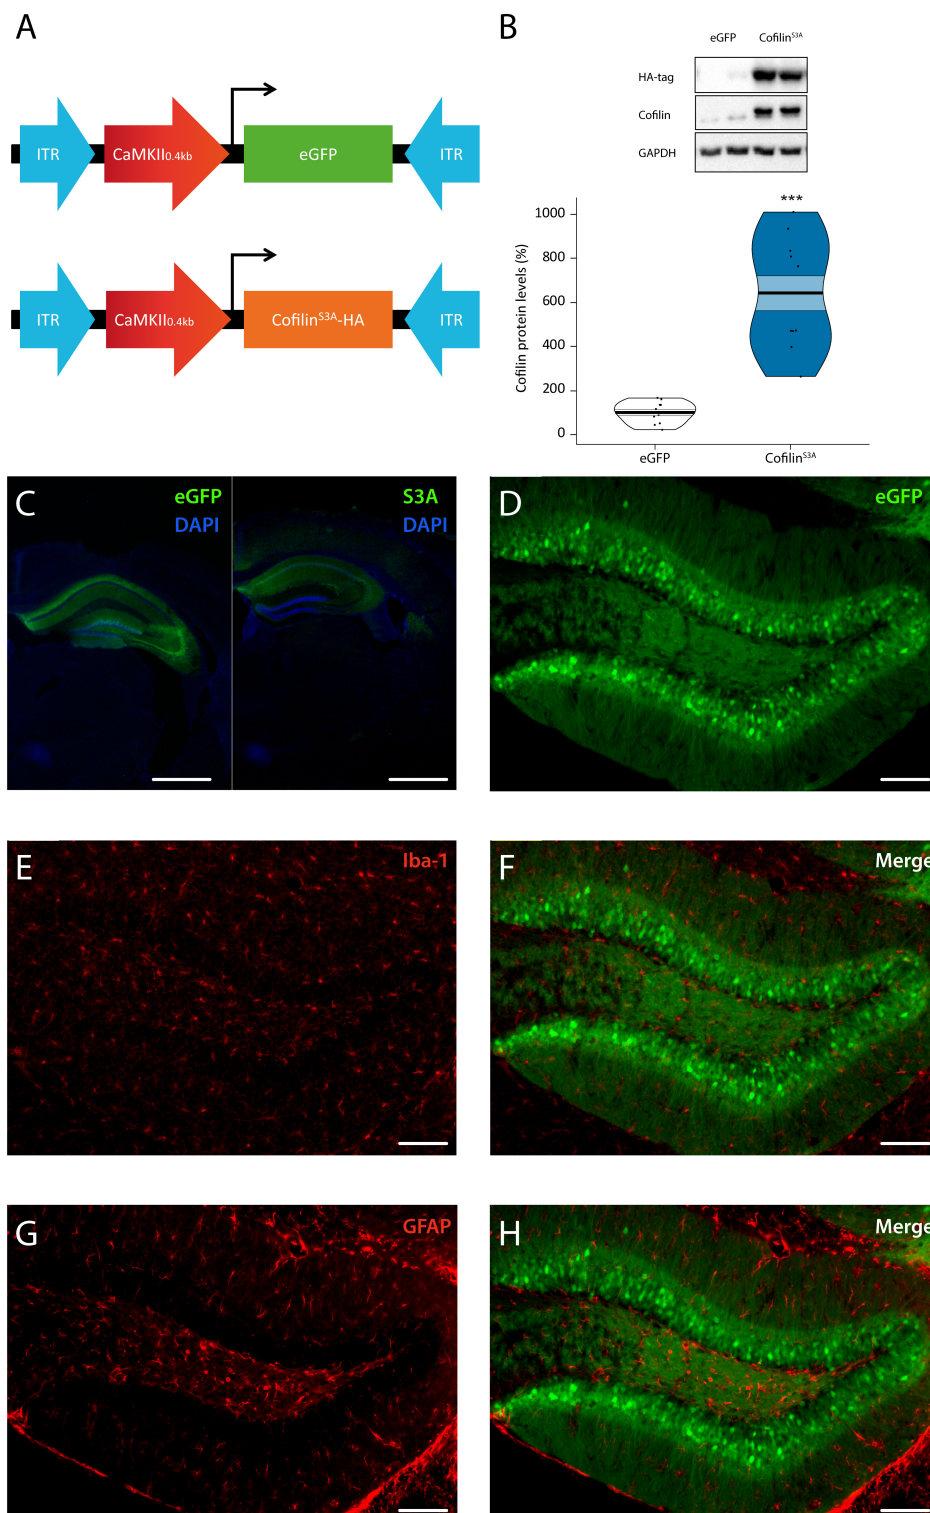 A
ITR
CaMKII0.4kb
eGFP
ITR
ITR
CaMKII0.4kb
CofilinS3A-HA
ITR
B
eGFP
CofilinS3A
HA-tag
Cofilin
GAPDH
***
Cofilin protein levels (%)
1000
800
600
400
200
0
eGFP
CofilinS3A
C
eGFP
DAPI
S3A
DAPI
D
eGFP
E
Iba-1
F
Merge
G
GFAP
H
Merge